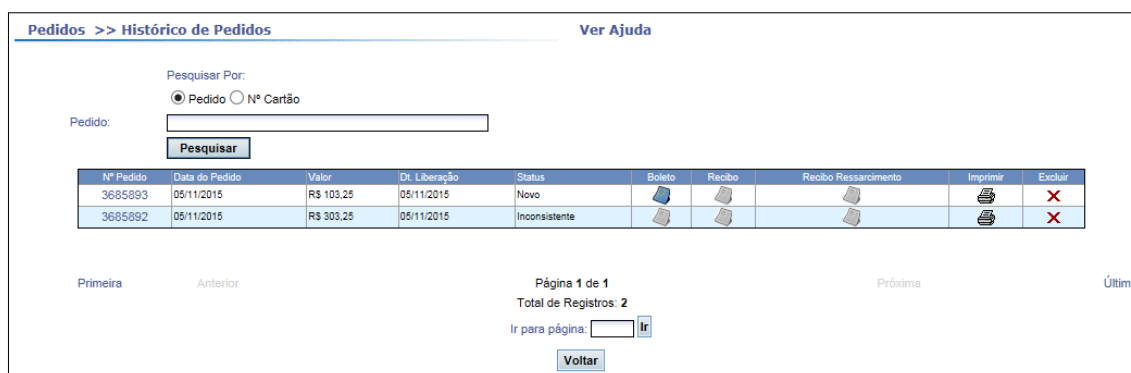 Pedidos >> Histórico de Pedidos Ver Ajuda
Pesquisar Por:
Pedido Nº Cartão
Pedido:
Pesquisar
Nº Pedido Data do Pedido Valor Dt. Liberação Status Boleto Recibo Recibo Ressarcimento Imprimir Excluir
3685893 05/11/2015 R$ 103,25 05/11/2015 Novo
3685892 05/11/2015 R$ 303,25 05/11/2015 Inconsistente
Primeira Anterior Página 1 de 1 Próxima Últim
Total de Registros: 2
Ir para página: Ir
Voltar